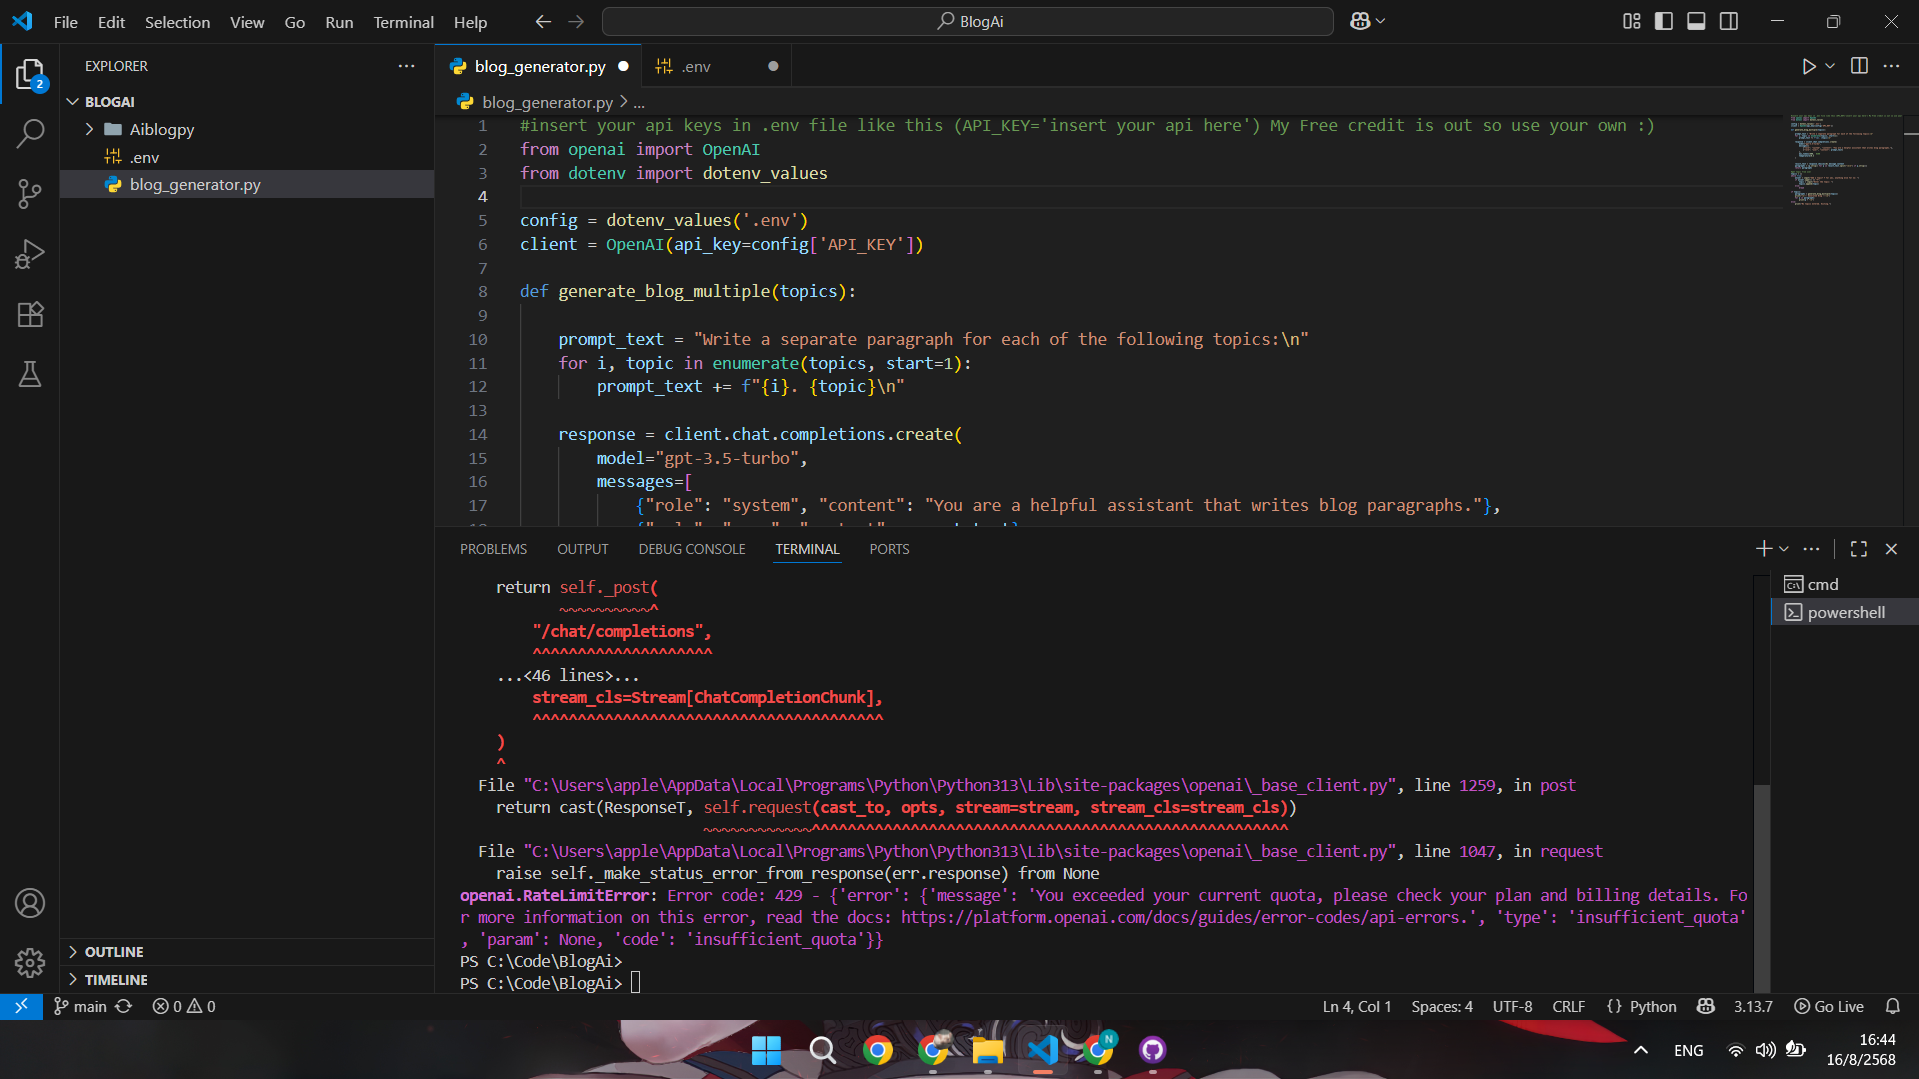 File Edit Selection View Go Run Terminal Help
BlogAi
EXPLORER
2
BLOGAI
Aiblogpy
.env
blog_generator.py
blog_generator.py
.env
blog_generator.py > ...
1 #insert your api keys in .env file like this (API_KEY='insert your api here') My Free credit is out so use your own :)
2 from openai import OpenAI
3 from dotenv import dotenv_values
4
5 config = dotenv_values('.env')
6 client = OpenAI(api_key=config['API_KEY'])
7
8 def generate_blog_multiple(topics):
9
10 prompt_text = "Write a separate paragraph for each of the following topics:\n"
11 for i, topic in enumerate(topics, start=1):
12 prompt_text += f"{i}. {topic}\n"
13
14 response = client.chat.completions.create(
15 model="gpt-3.5-turbo",
16 messages=[
17 {"role": "system", "content": "You are a helpful assistant that writes blog paragraphs."},
PROBLEMS OUTPUT DEBUG CONSOLE TERMINAL PORTS
cmd
powershell
return self._post(
~~~~~~~~~~^
"/chat/completions",
^^^^^^^^^^^^^^^^^^^^
...<46 lines>...
stream_cls=Stream[ChatCompletionChunk],
^^^^^^^^^^^^^^^^^^^^^^^^^^^^^^^^^^^^^^^
)
^
File "C:\Users\apple\AppData\Local\Programs\Python\Python313\Lib\site-packages\openai\_base_client.py", line 1259, in post
return cast(ResponseT, self.request(cast_to, opts, stream=stream, stream_cls=stream_cls))
~~~~~~~~~~~~^^^^^^^^^^^^^^^^^^^^^^^^^^^^^^^^^^^^^^^^^^^^^^^^^^^^^
File "C:\Users\apple\AppData\Local\Programs\Python\Python313\Lib\site-packages\openai\_base_client.py", line 1047, in request
raise self._make_status_error_from_response(err.response) from None
openai.RateLimitError: Error code: 429 - {'error': {'message': 'You exceeded your current quota, please check your plan and billing details. Fo
r more information on this error, read the docs: https://platform.openai.com/docs/guides/error-codes/api-errors.', 'type': 'insufficient_quota'
, 'param': None, 'code': 'insufficient_quota'}}
PS C:\Code\BlogAi>
PS C:\Code\BlogAi>
OUTLINE
TIMELINE
main 0 0
Ln 4, Col 1 Spaces: 4 UTF-8 CRLF {} Python 3.13.7 Go Live
N
ENG
16:44
16/8/2568